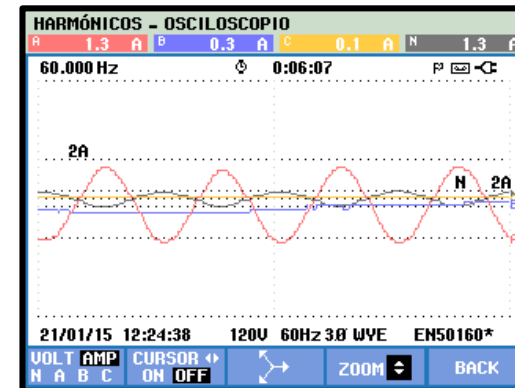 HARMÓNICOS - OSCILOSCOPIO
A 1.3 A B 0.3 A C 0.1 A N 1.3 A
60.000 Hz 0:06:07
2A
N 2A
21/01/15 12:24:38 120V 60Hz 3Ø WYE EN50160*
VOLT AMP CURSOR ZOOM BACK
N A B C ON OFF